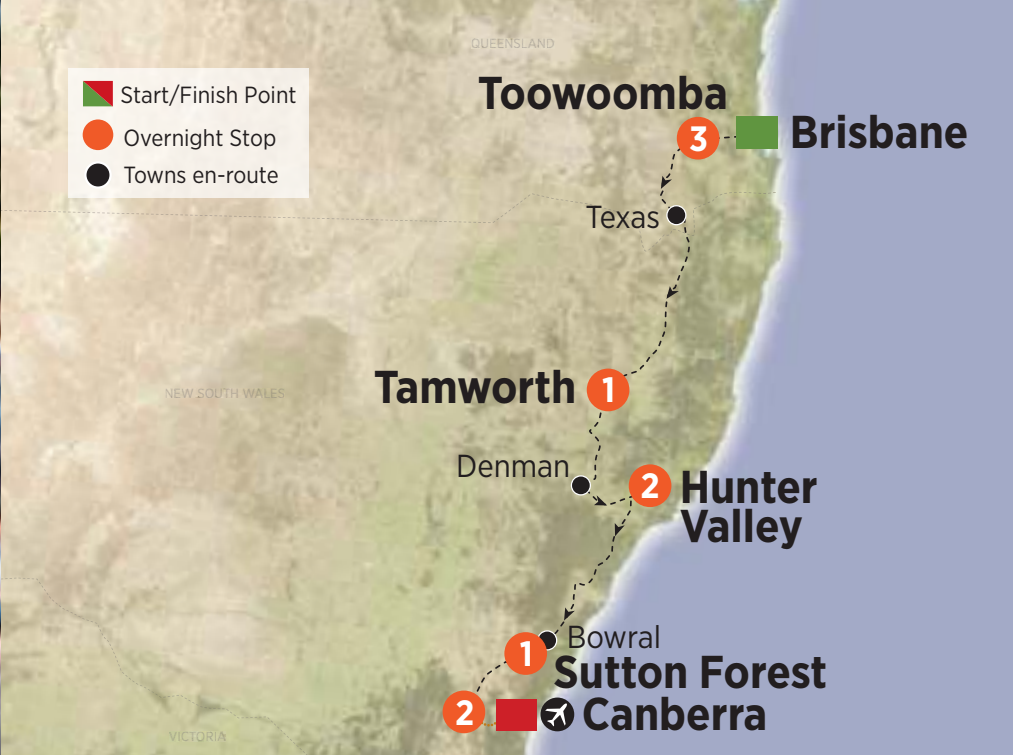 QUEENSLAND
Start/Finish Point
Overnight Stop
Towns en-route
Toowoomba
3
Brisbane
Texas
NEW SOUTH WALES
Tamworth
1
Denman
2
Hunter
Valley
Bowral
1
Sutton Forest
2
Canberra
VICTORIA